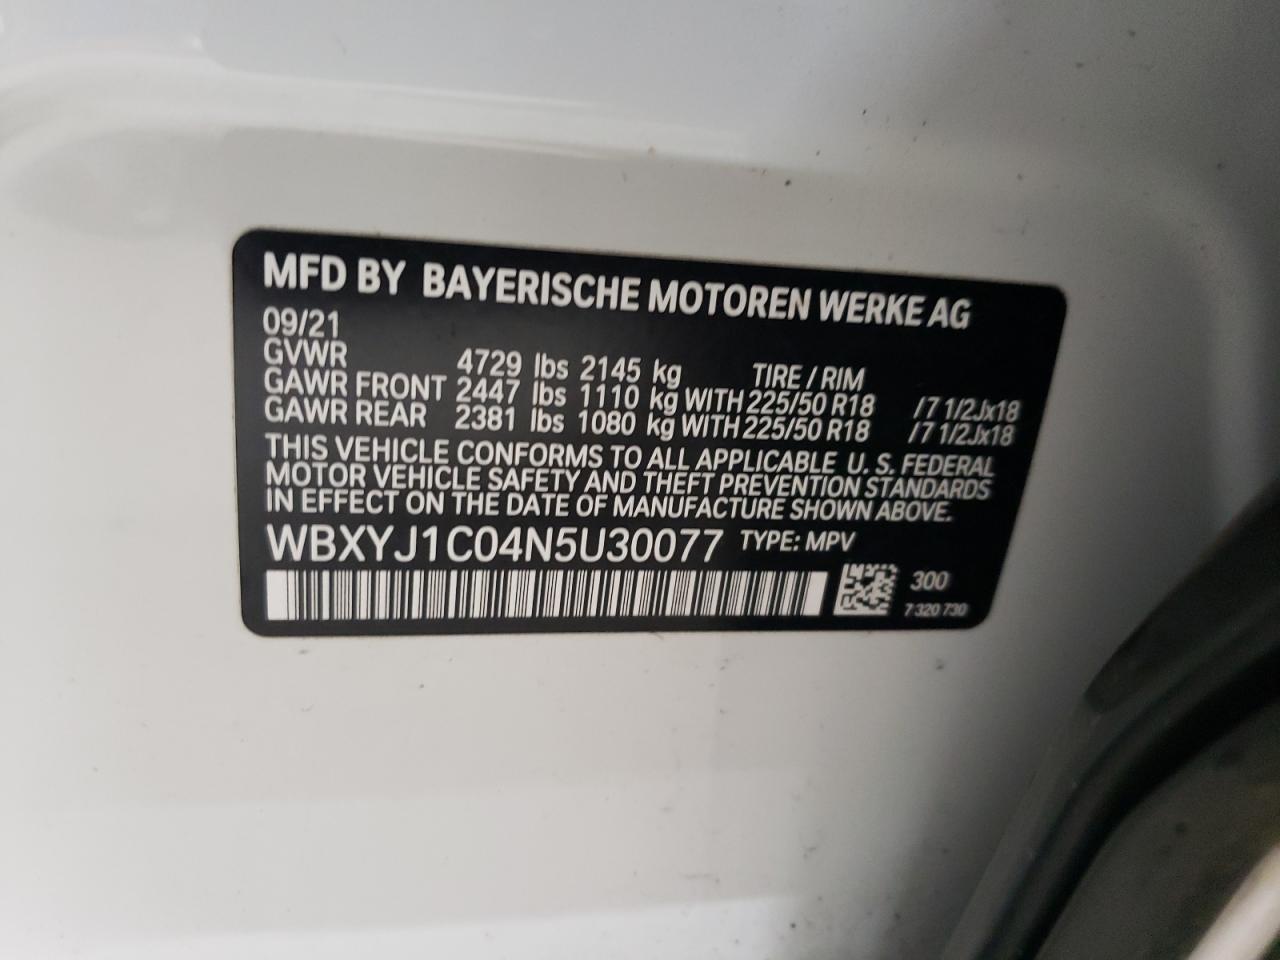 MFD BY BAYERISCHE MOTOREN WERKE AG
09/21
GVWR 4729 lbs 2145 kg TIRE / RIM
GAWR FRONT 2447 lbs 1110 kg WITH 225/50 R18 /7 1/2Jx18
GAWR REAR 2381 lbs 1080 kg WITH 225/50 R18 /7 1/2Jx18
THIS VEHICLE CONFORMS TO ALL APPLICABLE U. S. FEDERAL
MOTOR VEHICLE SAFETY AND THEFT PREVENTION STANDARDS
IN EFFECT ON THE DATE OF MANUFACTURE SHOWN ABOVE.
WBXYJ1C04N5U30077 TYPE: MPV
300
7 320 730